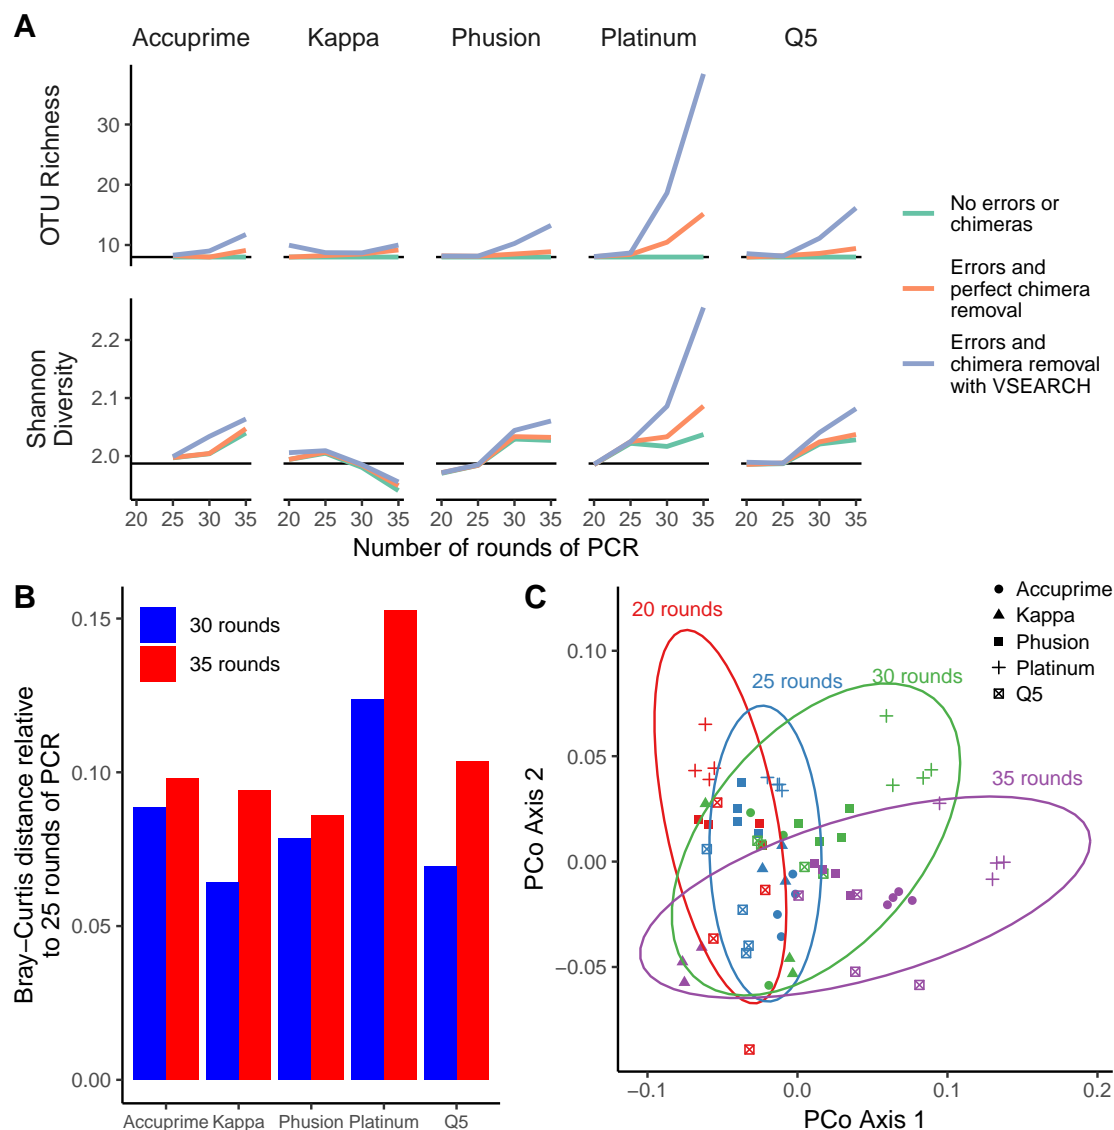 A
Accuprime Kappa Phusion Platinum Q5
OTU Richness
30
20
10
Shannon
Diversity
2.2
2.1
2.0
20 25 30 35 20 25 30 35 20 25 30 35 20 25 30 35 20 25 30 35
Number of rounds of PCR
No errors or
chimeras
Errors and
perfect chimera
removal
Errors and
chimera removal
with VSEARCH
B
Bray−Curtis distance relative
to 25 rounds of PCR
0.15
0.10
0.05
0.00
30 rounds
35 rounds
Accuprime Kappa Phusion Platinum Q5
C
PCo Axis 2
0.10
0.05
0.00
−0.05
20 rounds
25 rounds
30 rounds
35 rounds
Accuprime
Kappa
Phusion
Platinum
Q5
−0.1 0.0 0.1 0.2
PCo Axis 1